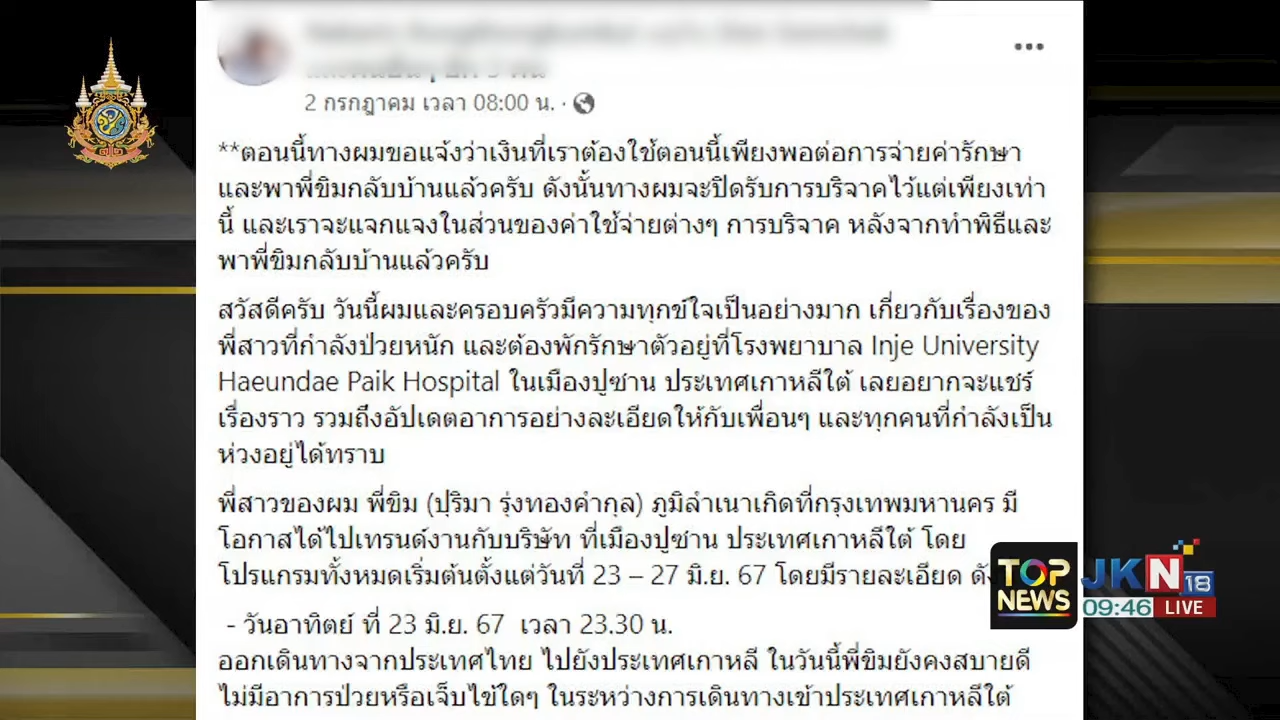 2 กรกฎาคม เวลา 08:00 น. ·
**ตอนนี้ทางผมขอแจ้งว่าเงินที่เราต้องใช้ตอนนี้เพียงพอต่อการจ่ายค่ารักษา
และพาพี่ขิมกลับบ้านแล้วครับ ดังนั้นทางผมจะปิดรับการบริจาคไว้แต่เพียงเท่า
นี้ และเราจะแจกแจงในส่วนของค่าใช้จ่ายต่างๆ การบริจาค หลังจากทำพิธีและ
พาพี่ขิมกลับบ้านแล้วครับ
สวัสดีครับ วันนี้ผมและครอบครัวมีความทุกข์ใจเป็นอย่างมาก เกี่ยวกับเรื่องของ
พี่สาวที่กำลังป่วยหนัก และต้องพักรักษาตัวอยู่ที่โรงพยาบาล Inje University
Haeundae Paik Hospital ในเมืองปูซาน ประเทศเกาหลีใต้ เลยอยากจะแชร์
เรื่องราว รวมถึงอัปเดตอาการอย่างละเอียดให้กับเพื่อนๆ และทุกคนที่กำลังเป็น
ห่วงอยู่ได้ทราบ
พี่สาวของผม พี่ขิม (ปุริมา รุ่งทองคำกุล) ภูมิลำเนาเกิดที่กรุงเทพมหานคร มี
โอกาสได้ไปเทรนด์งานกับบริษัท ที่เมืองปูซาน ประเทศเกาหลีใต้ โดย
โปรแกรมทั้งหมดเริ่มต้นตั้งแต่วันที่ 23 – 27 มิ.ย. 67 โดยมีรายละเอียด
- วันอาทิตย์ ที่ 23 มิ.ย. 67 เวลา 23.30 น.
ออกเดินทางจากประเทศไทย ไปยังประเทศเกาหลี ในวันนี้พี่ขิมยังคงสบายดี
ไม่มีอาการป่วยหรือเจ็บไข้ใดๆ ในระหว่างการเดินทางเข้าประเทศเกาหลีใต้
TOP
NEWS
JKN18
09:46 LIVE